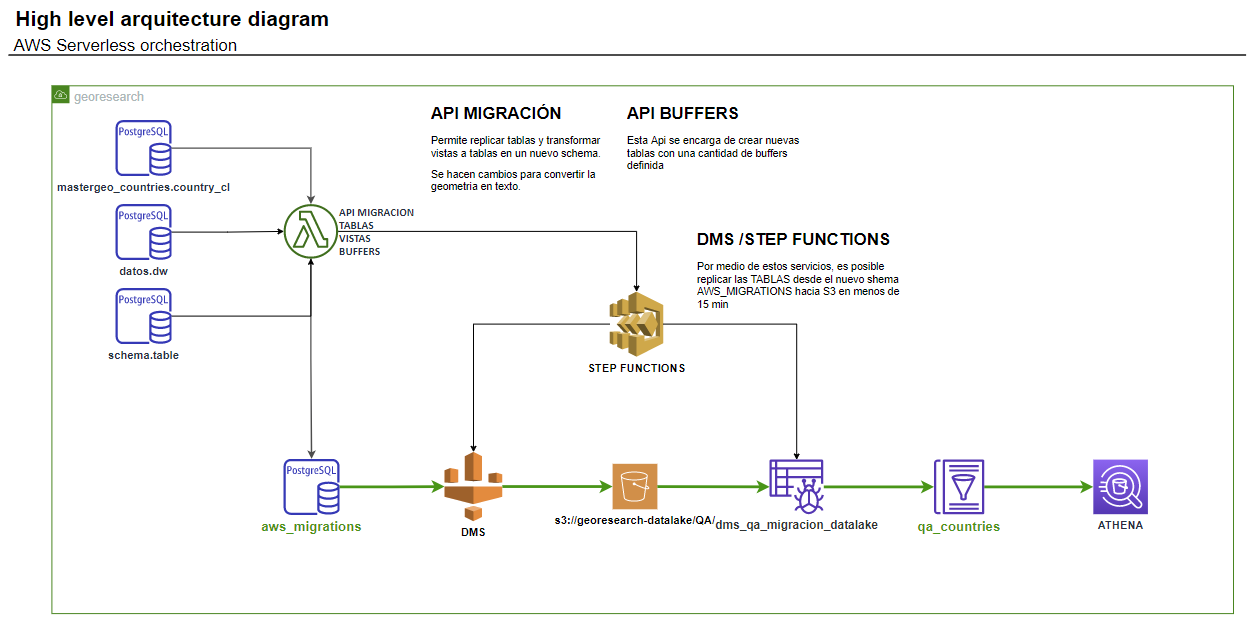 High level arquitecture diagram
AWS Serverless orchestration
georesearch
API MIGRACIÓN
Permite replicar tablas y transformar
vistas a tablas en un nuevo schema.
Se hacen cambios para convertir la
geometria en texto.
API BUFFERS
Esta Api se encarga de crear nuevas
tablas con una cantidad de buffers
definida
PostgreSQL
mastergeo_countries.country_cl
PostgreSQL
datos.dw
PostgreSQL
schema.table
API MIGRACION
TABLAS
VISTAS
BUFFERS
DMS /STEP FUNCTIONS
Por medio de estos servicios, es posible
replicar las TABLAS desde el nuevo shema
AWS_MIGRATIONS hacia S3 en menos de
15 min
STEP FUNCTIONS
PostgreSQL
aws_migrations
DMS
s3://georesearch-datalake/QA/
dms_qa_migracion_datalake
qa_countries
ATHENA